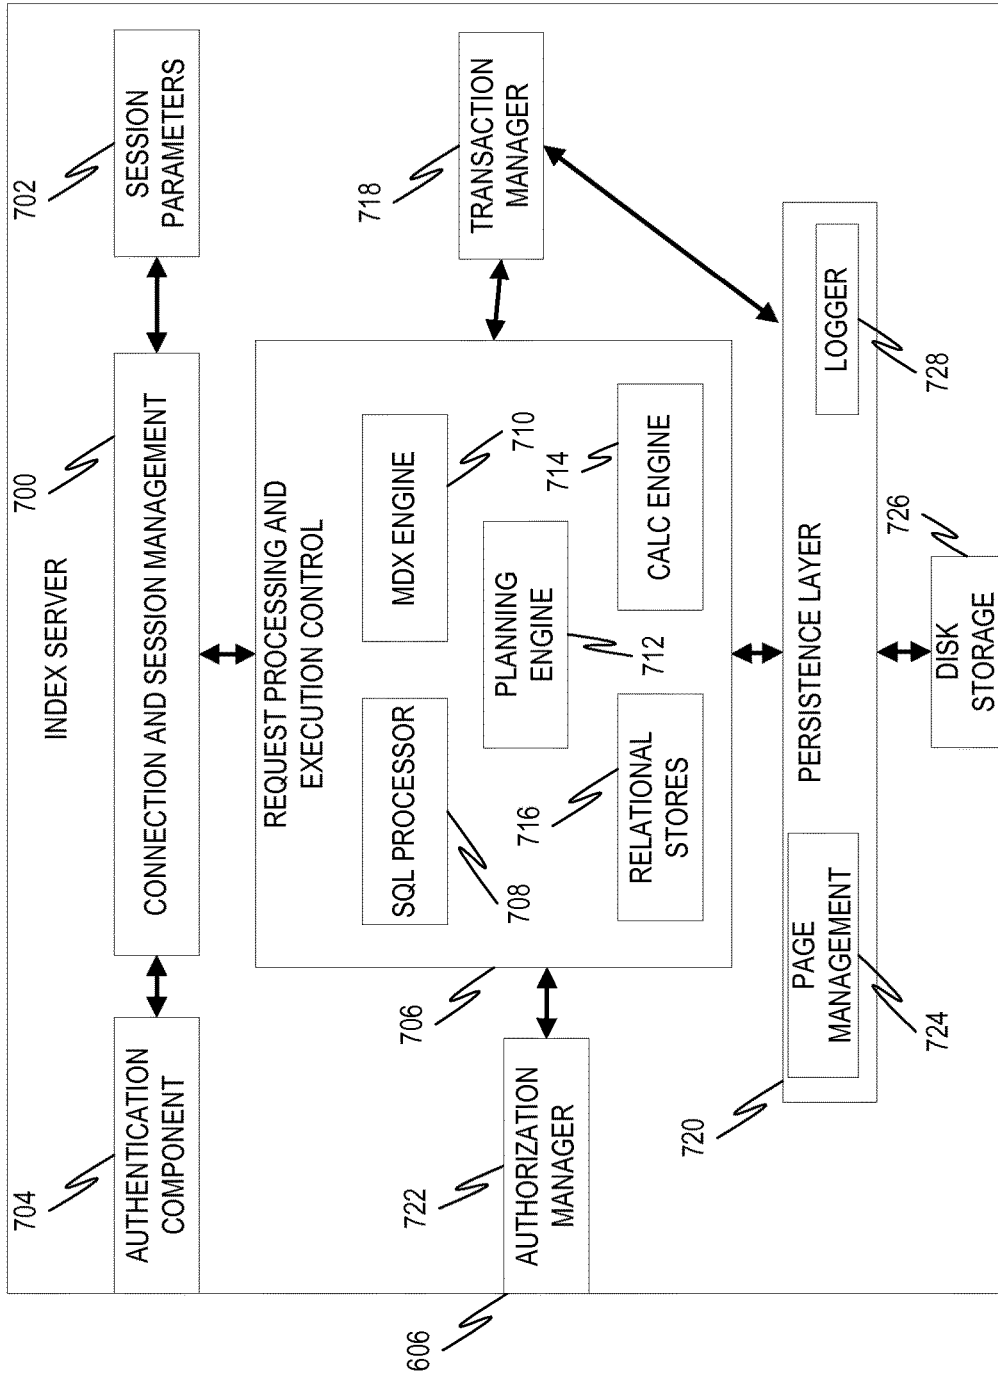 INDEX SERVER
704
700
702
AUTHENTICATION
COMPONENT
CONNECTION AND SESSION MANAGEMENT
SESSION
PARAMETERS
REQUEST PROCESSING AND
EXECUTION CONTROL
706
SQL PROCESSOR
708
MDX ENGINE
710
PLANNING
ENGINE
712
716
RELATIONAL
STORES
714
CALC ENGINE
718
TRANSACTION
MANAGER
722
AUTHORIZATION
MANAGER
606
720
PAGE
MANAGEMENT
724
PERSISTENCE LAYER
LOGGER
728
726
DISK
STORAGE